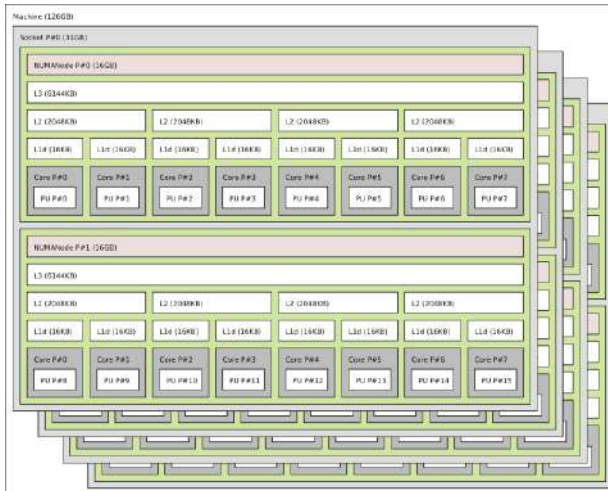 Machine (126GB)
Socket P#0 (31GB)
NUMANode P#0 (16GB)
L3 (6144KB)
L2 (2048KB) L2 (2048KB) L2 (2048KB) L2 (2048KB)
L1d (16KB) L1d (16KB) L1d (16KB) L1d (16KB) L1d (16KB) L1d (16KB) L1d (16KB) L1d (16KB)
Core P#0 Core P#1 Core P#2 Core P#3 Core P#4 Core P#5 Core P#6 Core P#7
PU P#0 PU P#1 PU P#2 PU P#3 PU P#4 PU P#5 PU P#6 PU P#7
NUMANode P#1 (16GB)
L3 (6144KB)
L2 (2048KB) L2 (2048KB) L2 (2048KB) L2 (2048KB)
L1d (16KB) L1d (16KB) L1d (16KB) L1d (16KB) L1d (16KB) L1d (16KB) L1d (16KB) L1d (16KB)
Core P#0 Core P#1 Core P#2 Core P#3 Core P#4 Core P#5 Core P#6 Core P#7
PU P#8 PU P#9 PU P#10 PU P#11 PU P#12 PU P#13 PU P#14 PU P#15